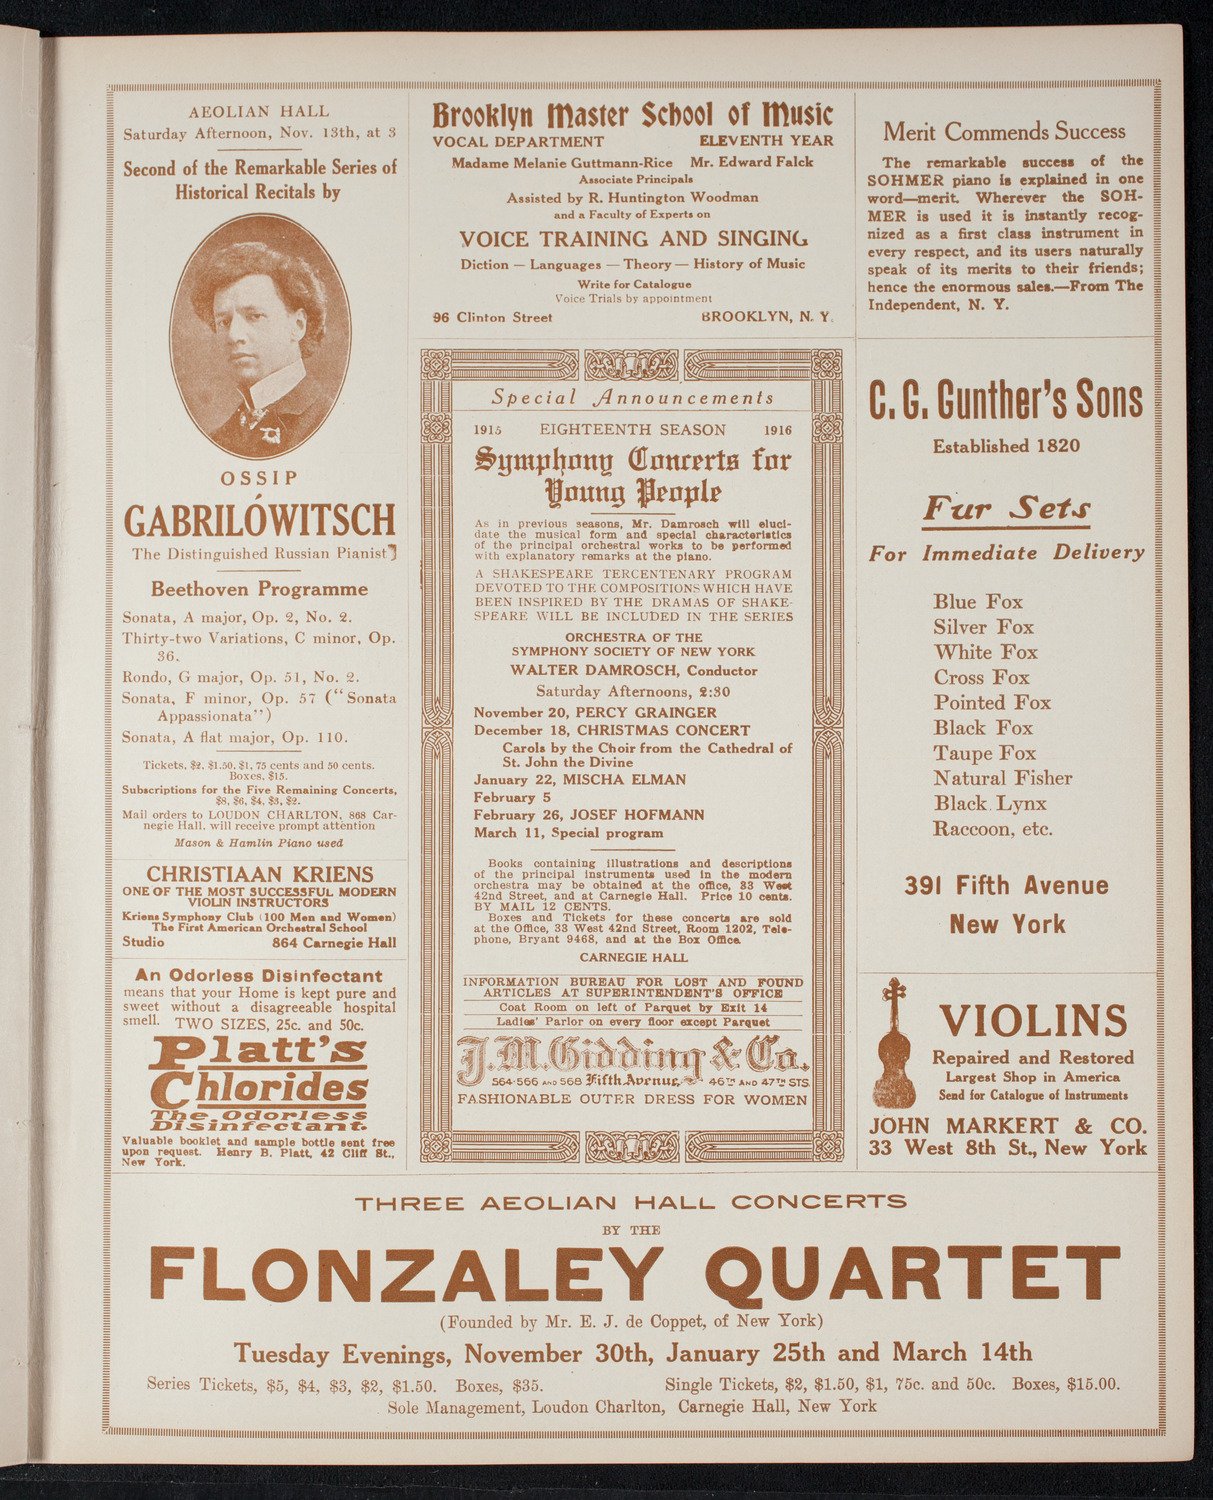 AEOLIAN HALL
Saturday Afternoon, Nov. 13th, at 3
Second of the Remarkable Series of
Historical Recitals by
OSSIP
GABRILÓWITSCH
The Distinguished Russian Pianist
Beethoven Programme
Sonata, A major, Op. 2, No. 2.
Thirty-two Variations, C minor, Op.
36.
Rondo, G major, Op. 51, No. 2.
Sonata, F minor, Op. 57 (“Sonata
Appassionata”)
Sonata, A flat major, Op. 110.
Tickets, $2, $1.50, $1, 75 cents and 50 cents.
Boxes, $15.
Subscriptions for the Five Remaining Concerts,
$8, $6, $4, $3, $2.
Mail orders to LOUDON CHARLTON, 868 Car-
negie Hall, will receive prompt attention
Mason & Hamlin Piano used
CHRISTIAAN KRIENS
ONE OF THE MOST SUCCESSFUL MODERN
VIOLIN INSTRUCTORS
Kriens Symphony Club (100 Men and Women)
The First American Orchestral School
Studio 864 Carnegie Hall
An Odorless Disinfectant
means that your Home is kept pure and
sweet without a disagreeable hospital
smell. TWO SIZES, 25c. and 50c.
Platt's
Chlorides
The Odorless
Disinfectant.
Valuable booklet and sample bottle sent free
upon request. Henry B. Platt, 42 Cliff St.,
New York.
Brooklyn Master School of Music
VOCAL DEPARTMENT ELEVENTH YEAR
Madame Melanie Guttmann-Rice Mr. Edward Falck
Associate Principals
Assisted by R. Huntington Woodman
and a Faculty of Experts on
VOICE TRAINING AND SINGING
Diction — Languages — Theory — History of Music
Write for Catalogue
Voice Trials by appointment
96 Clinton Street BROOKLYN, N. Y.
Special Announcements
1915 EIGHTEENTH SEASON 1916
Symphony Concerts for
Young People
As in previous seasons, Mr. Damrosch will eluci-
date the musical form and special characteristics
of the principal orchestral works to be performed
with explanatory remarks at the piano.
A SHAKESPEARE TERCENTENARY PROGRAM
DEVOTED TO THE COMPOSITIONS WHICH HAVE
BEEN INSPIRED BY THE DRAMAS OF SHAKE-
SPEARE WILL BE INCLUDED IN THE SERIES
ORCHESTRA OF THE
SYMPHONY SOCIETY OF NEW YORK
WALTER DAMROSCH, Conductor
Saturday Afternoons, 2:30
November 20, PERCY GRAINGER
December 18, CHRISTMAS CONCERT
Carols by the Choir from the Cathedral of
St. John the Divine
January 22, MISCHA ELMAN
February 5
February 26, JOSEF HOFMANN
March 11, Special program
Books containing illustrations and descriptions
of the principal instruments used in the modern
orchestra may be obtained at the office, 33 West
42nd Street, and at Carnegie Hall. Price 10 cents.
BY MAIL 12 CENTS.
Boxes and Tickets for these concerts are sold
at the Office, 33 West 42nd Street, Room 1202, Tele-
phone, Bryant 9468, and at the Box Office
CARNEGIE HALL
INFORMATION BUREAU FOR LOST AND FOUND
ARTICLES AT SUPERINTENDENT'S OFFICE
Coat Room on left of Parquet by Exit 14
Ladies' Parlor on every floor except Parquet
J. M. Gidding & Co.
564-566 AND 568 Fifth Avenue 46TH AND 47TH STS.
FASHIONABLE OUTER DRESS FOR WOMEN
Merit Commends Success
The remarkable success of the
SOHMER piano is explained in one
word—merit. Wherever the SOH-
MER is used it is instantly recog-
nized as a first class instrument in
every respect, and its users naturally
speak of its merits to their friends;
hence the enormous sales.—From The
Independent, N. Y.
C. G. Gunther's Sons
Established 1820
Fur Sets
For Immediate Delivery
Blue Fox
Silver Fox
White Fox
Cross Fox
Pointed Fox
Black Fox
Taupe Fox
Natural Fisher
Black Lynx
Raccoon, etc.
391 Fifth Avenue
New York
VIOLINS
Repaired and Restored
Largest Shop in America
Send for Catalogue of Instruments
JOHN MARKERT & CO.
33 West 8th St., New York
THREE AEOLIAN HALL CONCERTS
BY THE
FLONZALEY QUARTET
(Founded by Mr. E. J. de Coppet, of New York)
Tuesday Evenings, November 30th, January 25th and March 14th
Series Tickets, $5, $4, $3, $2, $1.50. Boxes, $35. Single Tickets, $2, $1.50, $1, 75c. and 50c. Boxes, $15.00.
Sole Management, Loudon Charlton, Carnegie Hall, New York